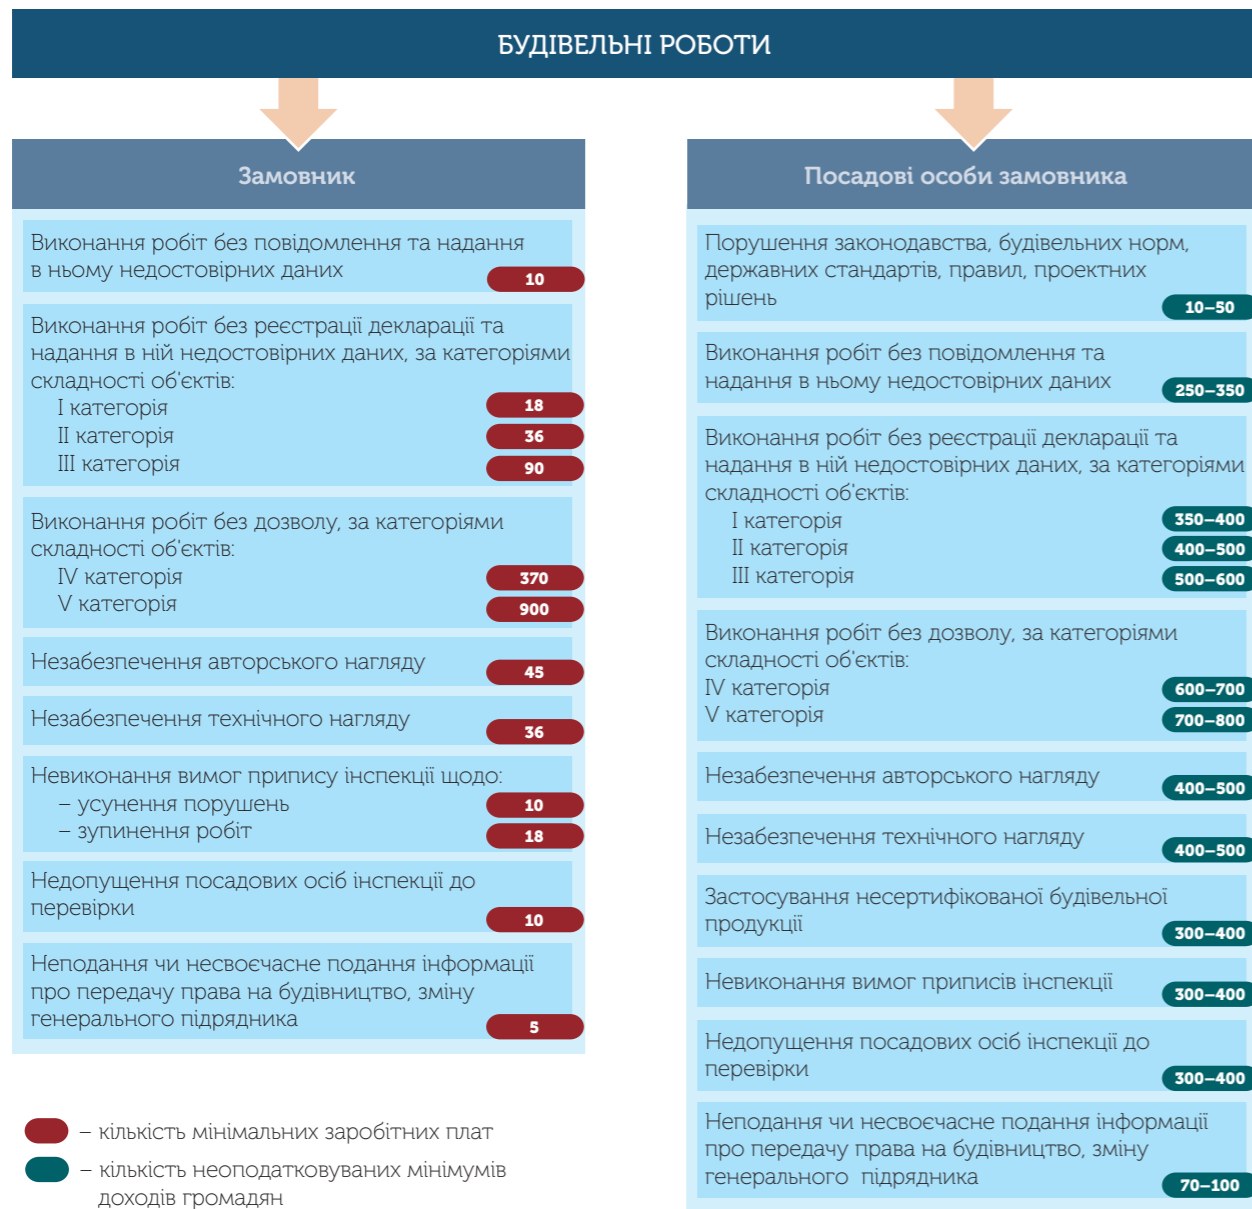 БУДІВЕЛЬНІ РОБОТИ
Замовник
Виконання робіт без повідомлення та надання
в ньому недостовірних даних
10
Виконання робіт без реєстрації декларації та
надання в ній недостовірних даних, за категоріями
складності об'єктів:
I категорія 18
II категорія 36
III категорія 90
Виконання робіт без дозволу, за категоріями
складності об'єктів:
IV категорія 370
V категорія 900
Незабезпечення авторського нагляду 45
Незабезпечення технічного нагляду 36
Невиконання вимог припису інспекції щодо:
– усунення порушень 10
– зупинення робіт 18
Недопущення посадових осіб інспекції до
перевірки 10
Неподання чи несвоєчасне подання інформації
про передачу права на будівництво, зміну
генерального підрядника 5
– кількість мінімальних заробітних плат
– кількість неоподатковуваних мінімумів
доходів громадян
Посадові особи замовника
Порушення законодавства, будівельних норм,
державних стандартів, правил, проектних
рішень 10–50
Виконання робіт без повідомлення та
надання в ньому недостовірних даних 250–350
Виконання робіт без реєстрації декларації та
надання в ній недостовірних даних, за категоріями
складності об'єктів:
I категорія 350–400
II категорія 400–500
III категорія 500–600
Виконання робіт без дозволу, за категоріями
складності об'єктів:
IV категорія 600–700
V категорія 700–800
Незабезпечення авторського нагляду 400–500
Незабезпечення технічного нагляду 400–500
Застосування несертифікованої будівельної
продукції 300–400
Невиконання вимог приписів інспекції 300–400
Недопущення посадових осіб інспекції до
перевірки 300–400
Неподання чи несвоєчасне подання інформації
про передачу права на будівництво, зміну
генерального підрядника 70–100